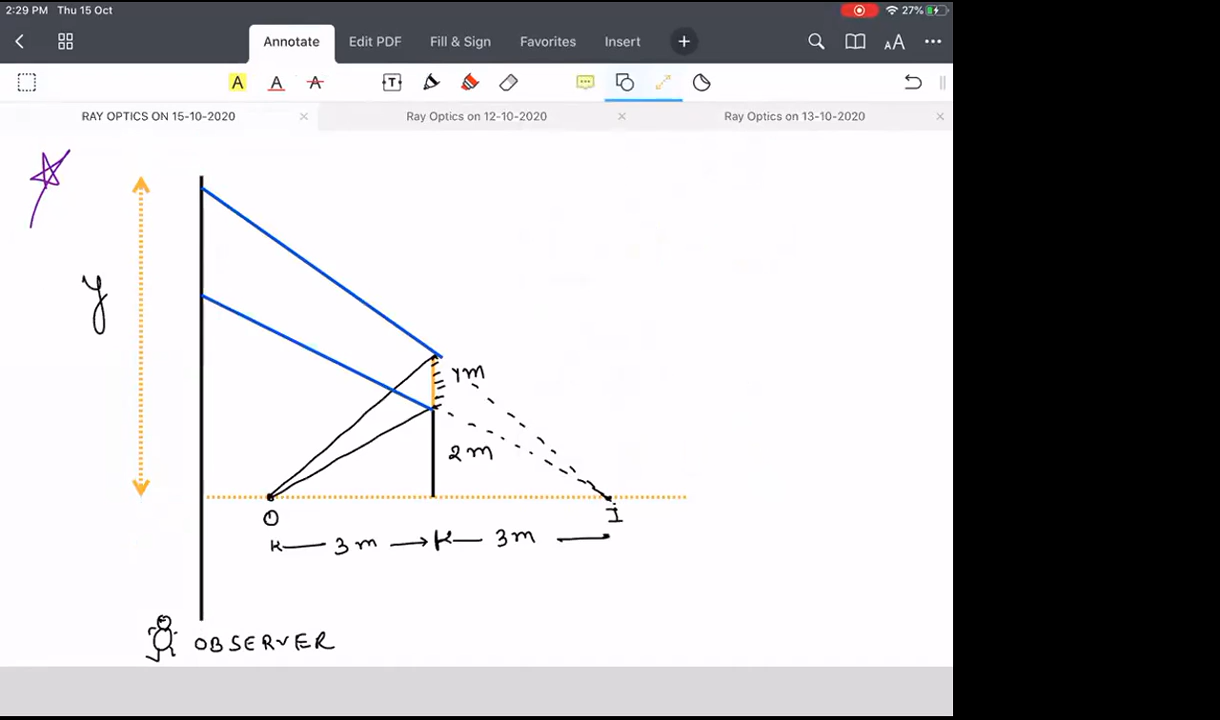 2:29 PM Thu 15 Oct
27%
Annotate Edit PDF Fill & Sign Favorites Insert
AA
A A A T
RAY OPTICS ON 15-10-2020 Ray Optics on 12-10-2020 Ray Optics on 13-10-2020
y
1m
2m
O I
3m 3m
OBSERVER